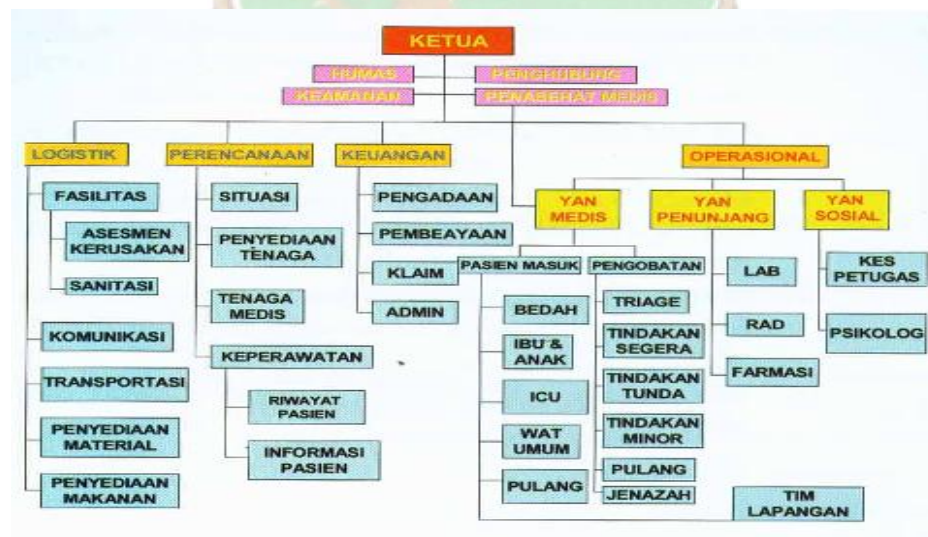 KETUA
HUMAS
PENGHUBUNG
KEAMANAN
PENASEHAT MEDIS
LOGISTIK
PERENCANAAN
KEUANGAN
OPERASIONAL
FASILITAS
ASESMEN
KERUSAKAN
SANITASI
KOMUNIKASI
TRANSPORTASI
PENYEDIAAN
MATERIAL
PENYEDIAAN
MAKANAN
SITUASI
PENYEDIAAN
TENAGA
TENAGA
MEDIS
KEPERAWATAN
RIWAYAT
PASIEN
INFORMASI
PASIEN
PENGADAAN
PEMBEAYAAN
KLAIM
ADMIN
YAN
MEDIS
PASIEN MASUK
BEDAH
IBU &
ANAK
ICU
WAT
UMUM
PULANG
PENGOBATAN
TRIAGE
TINDAKAN
SEGERA
TINDAKAN
TUNDA
TINDAKAN
MINOR
PULANG
JENAZAH
YAN
PENUNJANG
LAB
RAD
FARMASI
YAN
SOSIAL
KES
PETUGAS
PSIKOLOG
TIM
LAPANGAN